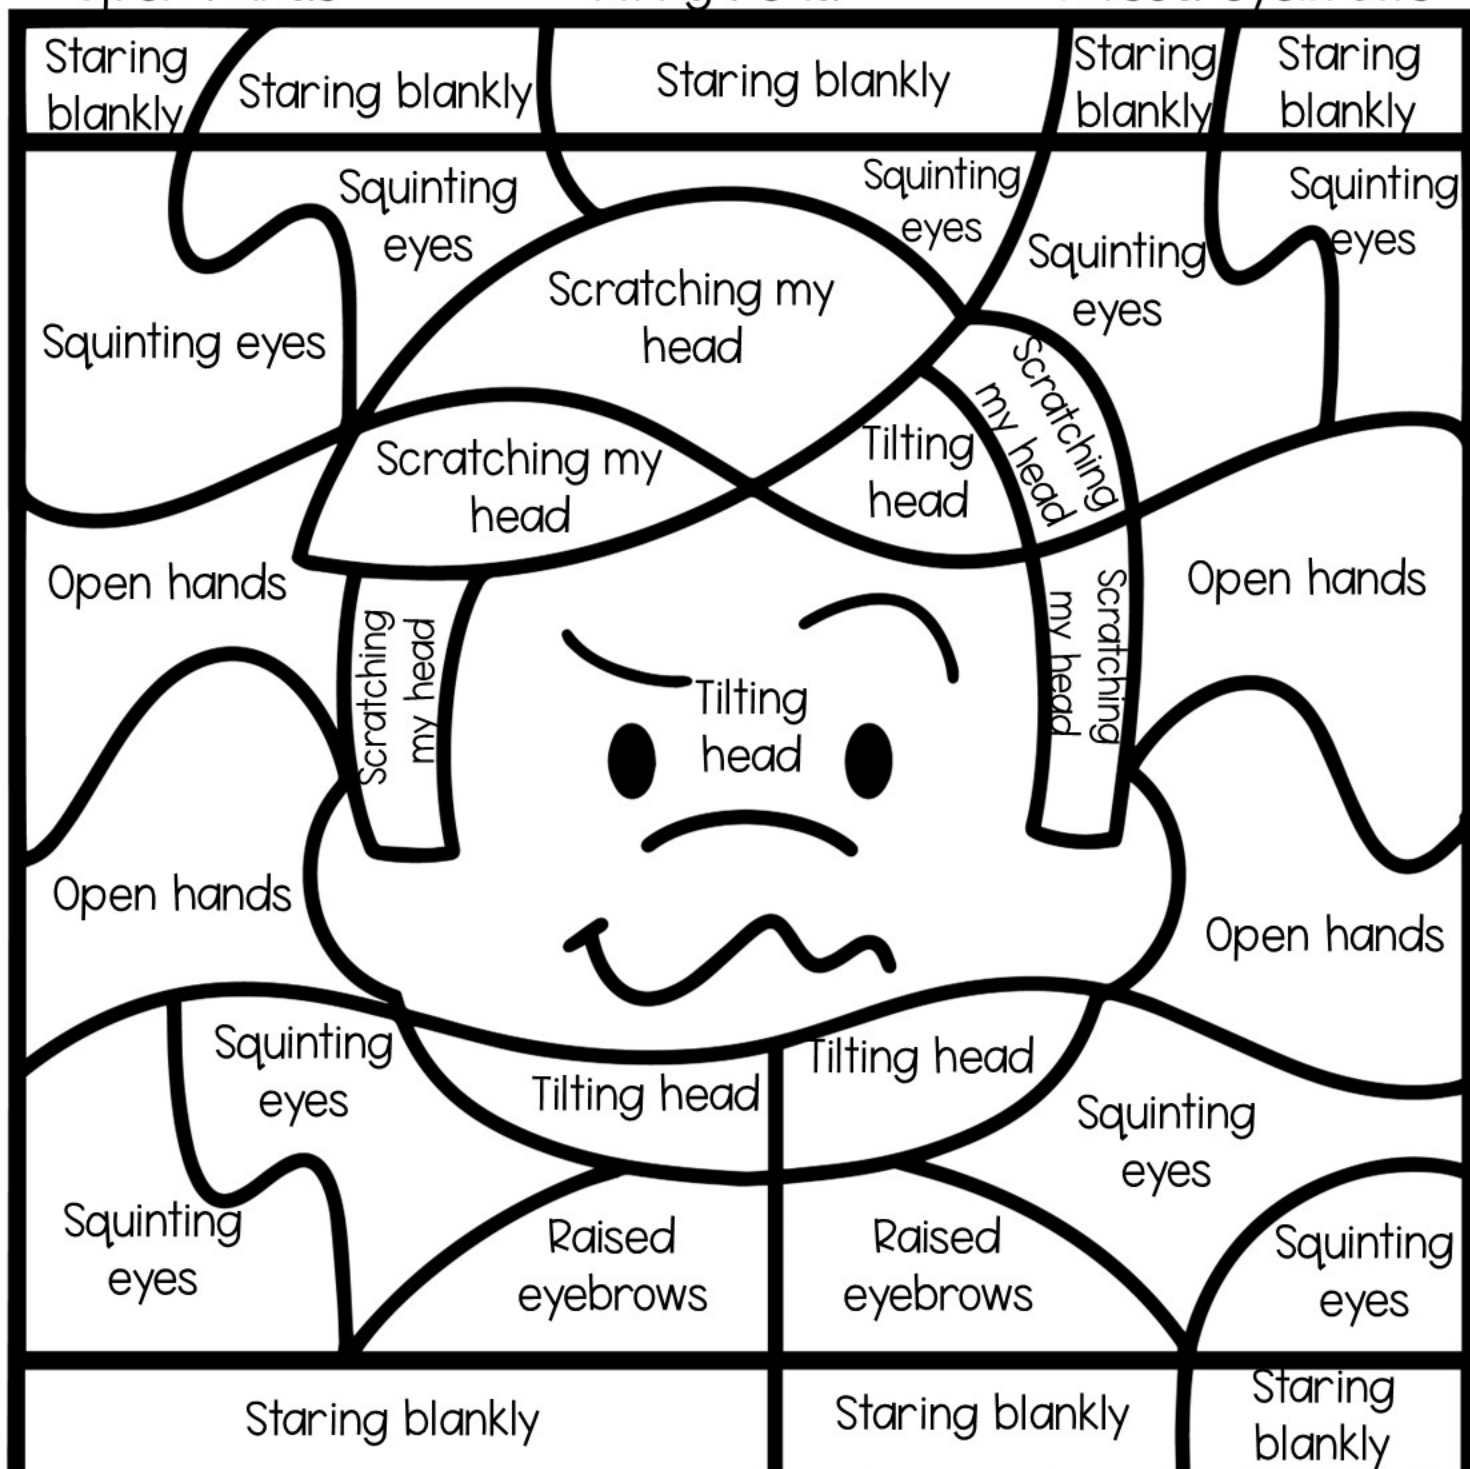 Staring
blankly
Staring blankly
Staring blankly
Staring
blankly
Staring
blankly
Squinting
eyes
Squinting
eyes
Squinting
eyes
Squinting
eyes
Squinting eyes
Scratching my
head
Scratching
my head
Scratching my
head
Tilting
head
Open hands
Open hands
Scratching
my head
Scratching
my head
Tilting
head
Open hands
Open hands
Squinting
eyes
Tilting head
Tilting head
Squinting
eyes
Squinting
eyes
Raised
eyebrows
Raised
eyebrows
Squinting
eyes
Staring blankly
Staring blankly
Staring
blankly